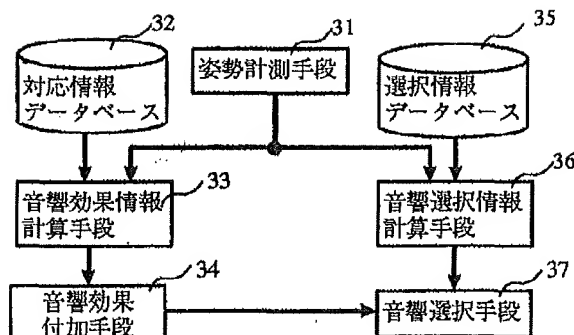 32
31
35
対応情報
データベース
姿勢計測手段
選択情報
データベース
33
36
音響効果情報
計算手段
音響選択情報
計算手段
34
37
音響効果
付加手段
音響選択手段